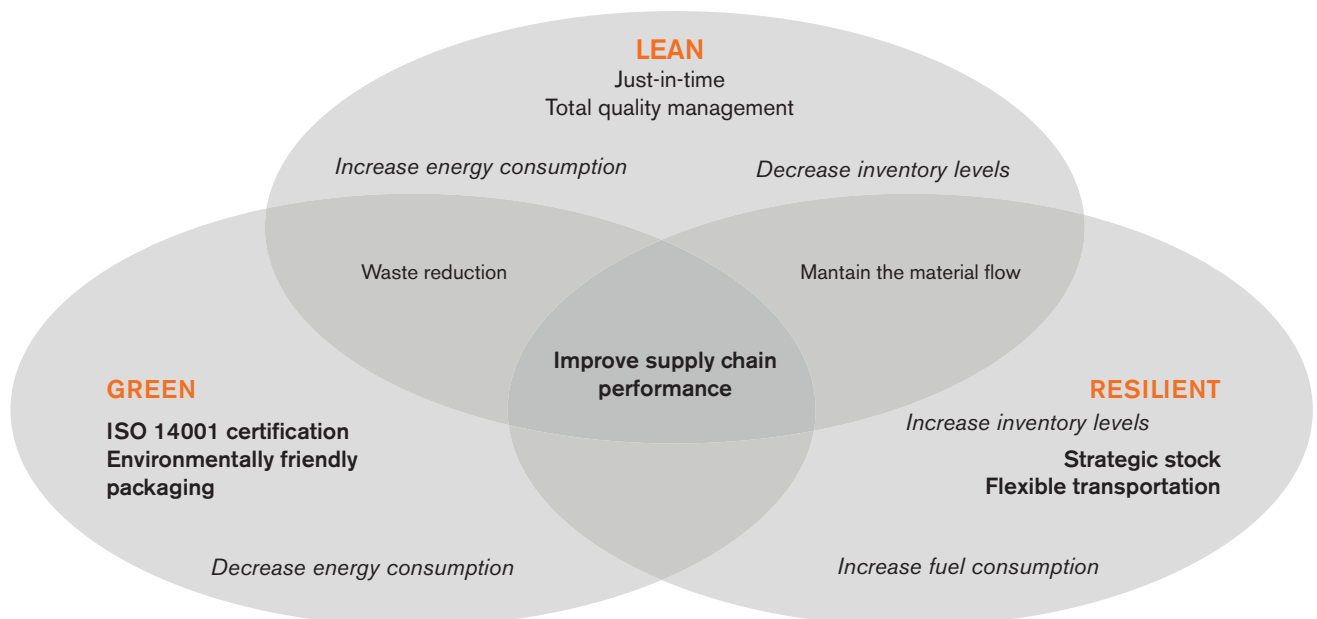 LEAN
Just-in-time
Total quality management
Increase energy consumption
Decrease inventory levels
Waste reduction
Mantain the material flow
Improve supply chain
performance
GREEN
ISO 14001 certification
Environmentally friendly
packaging
RESILIENT
Increase inventory levels
Strategic stock
Flexible transportation
Decrease energy consumption
Increase fuel consumption